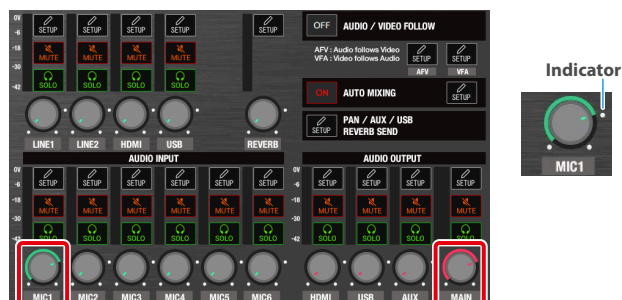 0V
-6
-18
-30
-42
SETUP SETUP SETUP SETUP SETUP
MUTE MUTE MUTE MUTE
SOLO SOLO SOLO SOLO
LINE1 LINE2 HDMI USB REVERB
OFF AUDIO / VIDEO FOLLOW
AFV : Audio follows Video
VFA : Video follows Audio
SETUP SETUP
AFV VFA
ON AUTO MIXING SETUP
SETUP PAN / AUX / USB
REVERB SEND
Indicator
MIC1
AUDIO INPUT AUDIO OUTPUT
0V 0V
-6 -6
-18 -18
-30 -30
-42 -42
SETUP SETUP SETUP SETUP SETUP SETUP SETUP SETUP SETUP SETUP
MUTE MUTE MUTE MUTE MUTE MUTE MUTE MUTE MUTE MUTE
SOLO SOLO SOLO SOLO SOLO SOLO SOLO SOLO SOLO SOLO
MIC1 MIC2 MIC3 MIC4 MIC5 MIC6 HDMI USB AUX MAIN